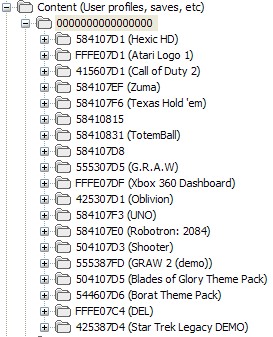 Content (User profiles, saves, etc)
0000000000000000
584107D1 (Hexic HD)
FFFE07D1 (Atari Logo 1)
415607D1 (Call of Duty 2)
584107EF (Zuma)
584107F6 (Texas Hold 'em)
58410815
58410831 (TotemBall)
584107D8
555307D5 (G.R.A.W)
FFFE07DF (Xbox 360 Dashboard)
425307D1 (Oblivion)
584107F3 (UNO)
584107E0 (Robotron: 2084)
504107D3 (Shooter)
555387FD (GRAW 2 (demo))
504107D5 (Blades of Glory Theme Pack)
544607D6 (Borat Theme Pack)
FFFE07C4 (DEL)
425387D4 (Star Trek Legacy DEMO)